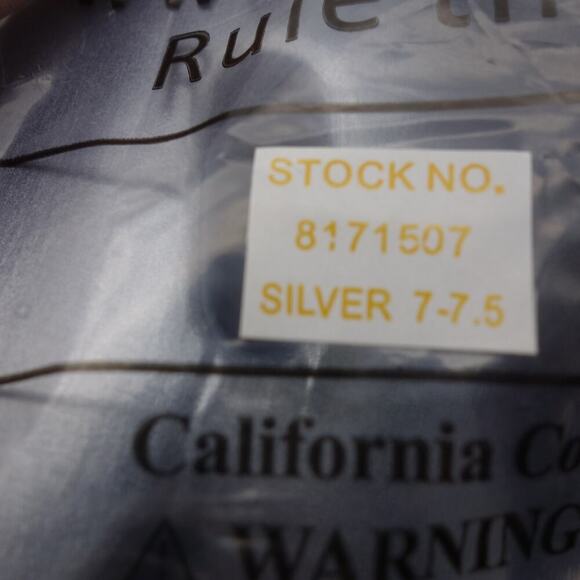 Rule
STOCK NO.
8171507
SILVER 7-7.5
California
WARNING